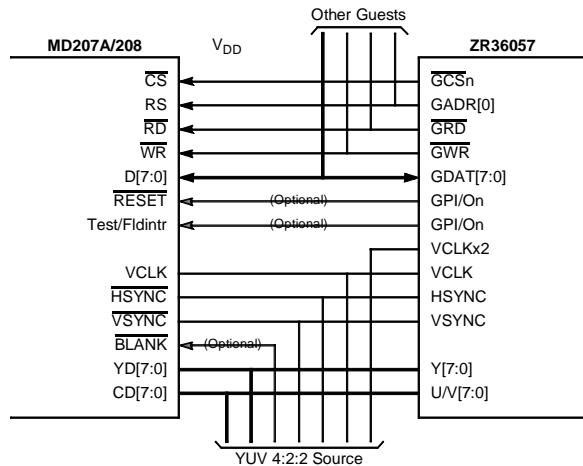 Other Guests
MD207A/208 VDD ZR36057
CS GCSn
RS GADR[0]
RD GRD
WR GWR
D[7:0] GDAT[7:0]
RESET (Optional) GPI/On
Test/Fldintr (Optional) GPI/On
VCLKx2
VCLK VCLK
HSYNC HSYNC
VSYNC VSYNC
BLANK (Optional)
YD[7:0] Y[7:0]
CD[7:0] U/V[7:0]
YUV 4:2:2 Source